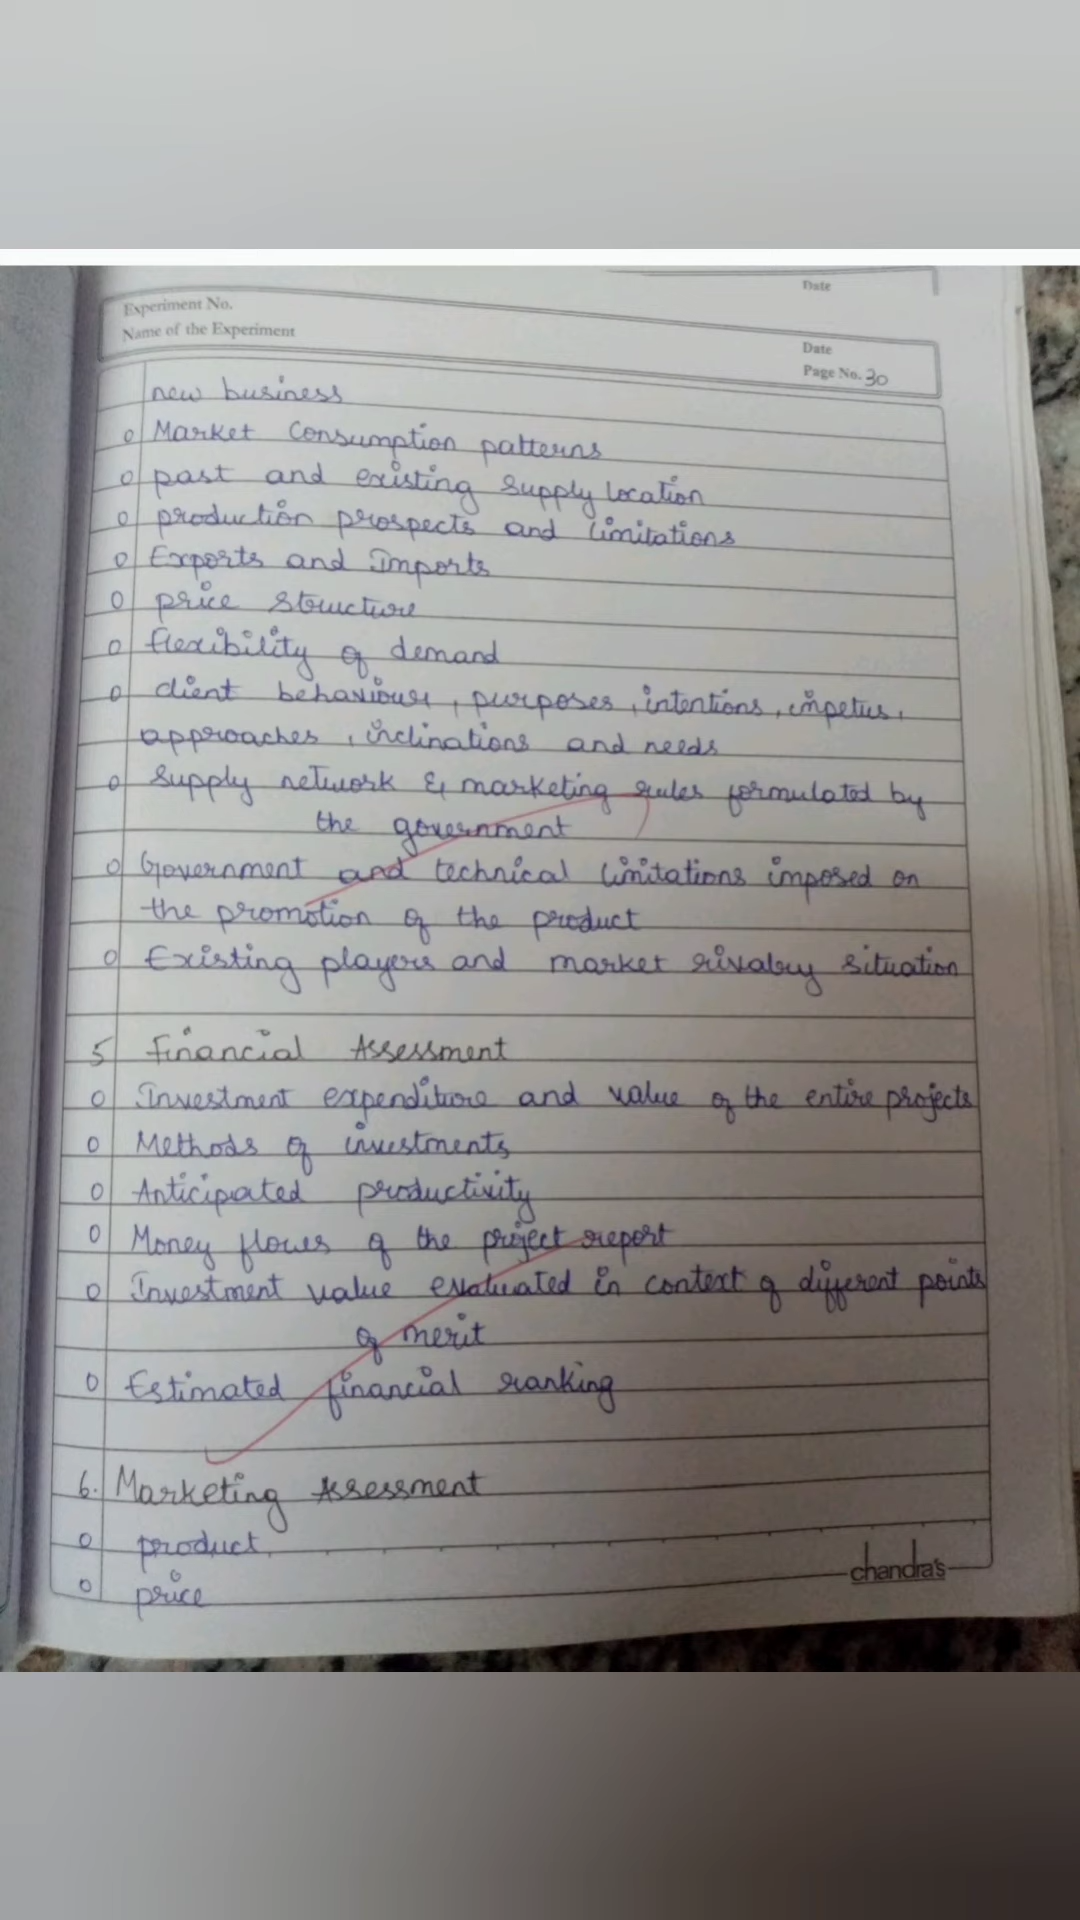 Date
Experiment No.
Name of the Experiment
Date
Page No. 30
new business
o Market Consumption patterns
o past and existing supply location
o production prospects and limitations
o Exports and Imports
o price structure
o flexibility of demand
o client behaviour, purposes, intentions, impetus,
approaches, inclinations and needs
o Supply network & marketing rules formulated by
the government
o Government and technical limitations imposed on
the promotion of the product
o Existing players and market rivalry situation
5 Financial Assessment
o Investment expenditure and value of the entire projects
o Methods of investments
o Anticipated productivity
o Money flows of the project report
o Investment value evaluated in context of different points
of merit
o Estimated financial ranking
6. Marketing Assessment
o product
o price
chandra's